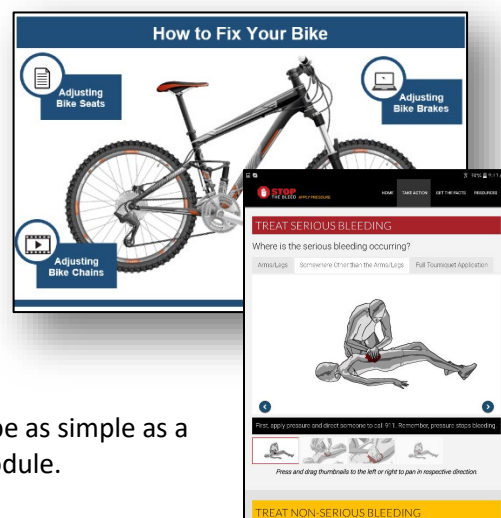 How to Fix Your Bike
Adjusting
Bike Seats
Adjusting
Bike Brakes
Adjusting
Bike Chains
STOP
THE BLEED
APPLY PRESSURE
HOME
TAKE ACTION
GET THE FACTS
RESOURCES
TREAT SERIOUS BLEEDING
Where is the serious bleeding occurring?
Arms/Legs
Somewhere Other than the Arms/Legs
Full Tourniquet Application
First, apply pressure and direct someone to call 911. Remember, pressure stops bleeding.
Press and drag thumbnails to the left or right to pan in respective direction.
TREAT NON-SERIOUS BLEEDING
be as simple as a